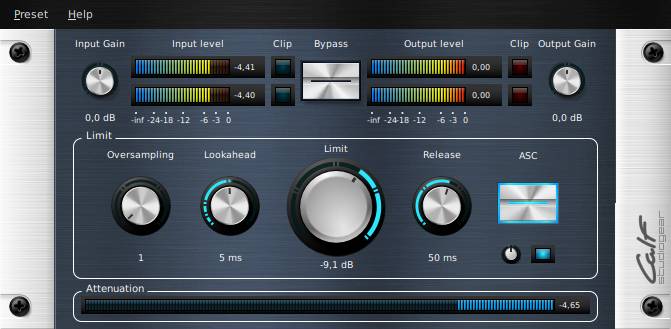 Preset Help
Input Gain Input level Clip Bypass Output level Clip Output Gain
-4,41 0,00
-4,40 0,00
0,0 dB -inf -24 -18 -12 -6 -3 0 -inf -24 -18 -12 -6 -3 0 0,0 dB
Limit
Oversampling Lookahead Limit Release ASC
1 5 ms -9,1 dB 50 ms
Attenuation
-4,65
Calf
studiogear